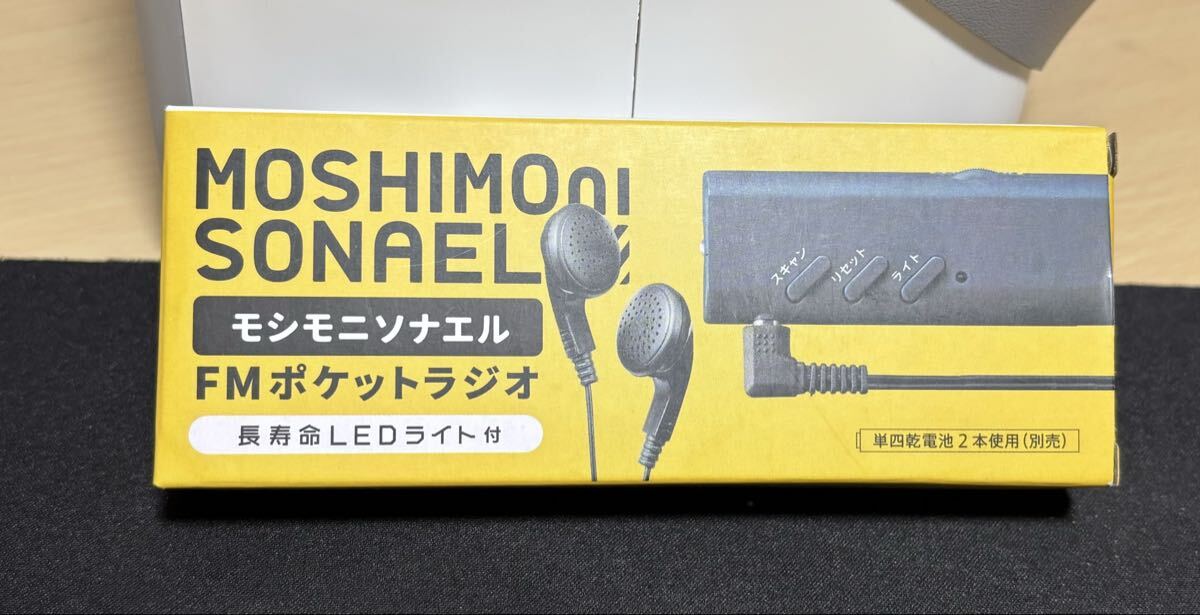 MOSHIMOni
SONAEL
モシモニソナエル
FMポケットラジオ
長寿命LEDライト付
スキャン
リセット
ライト
単四乾電池2本使用(別売)